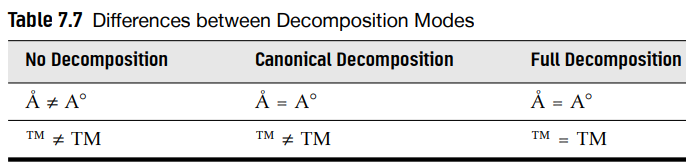 Table 7.7 Differences between Decomposition Modes
No Decomposition Canonical Decomposition Full Decomposition
Å ≠ A° Å = A° Å = A°
™ ≠ TM ™ ≠ TM ™ = TM